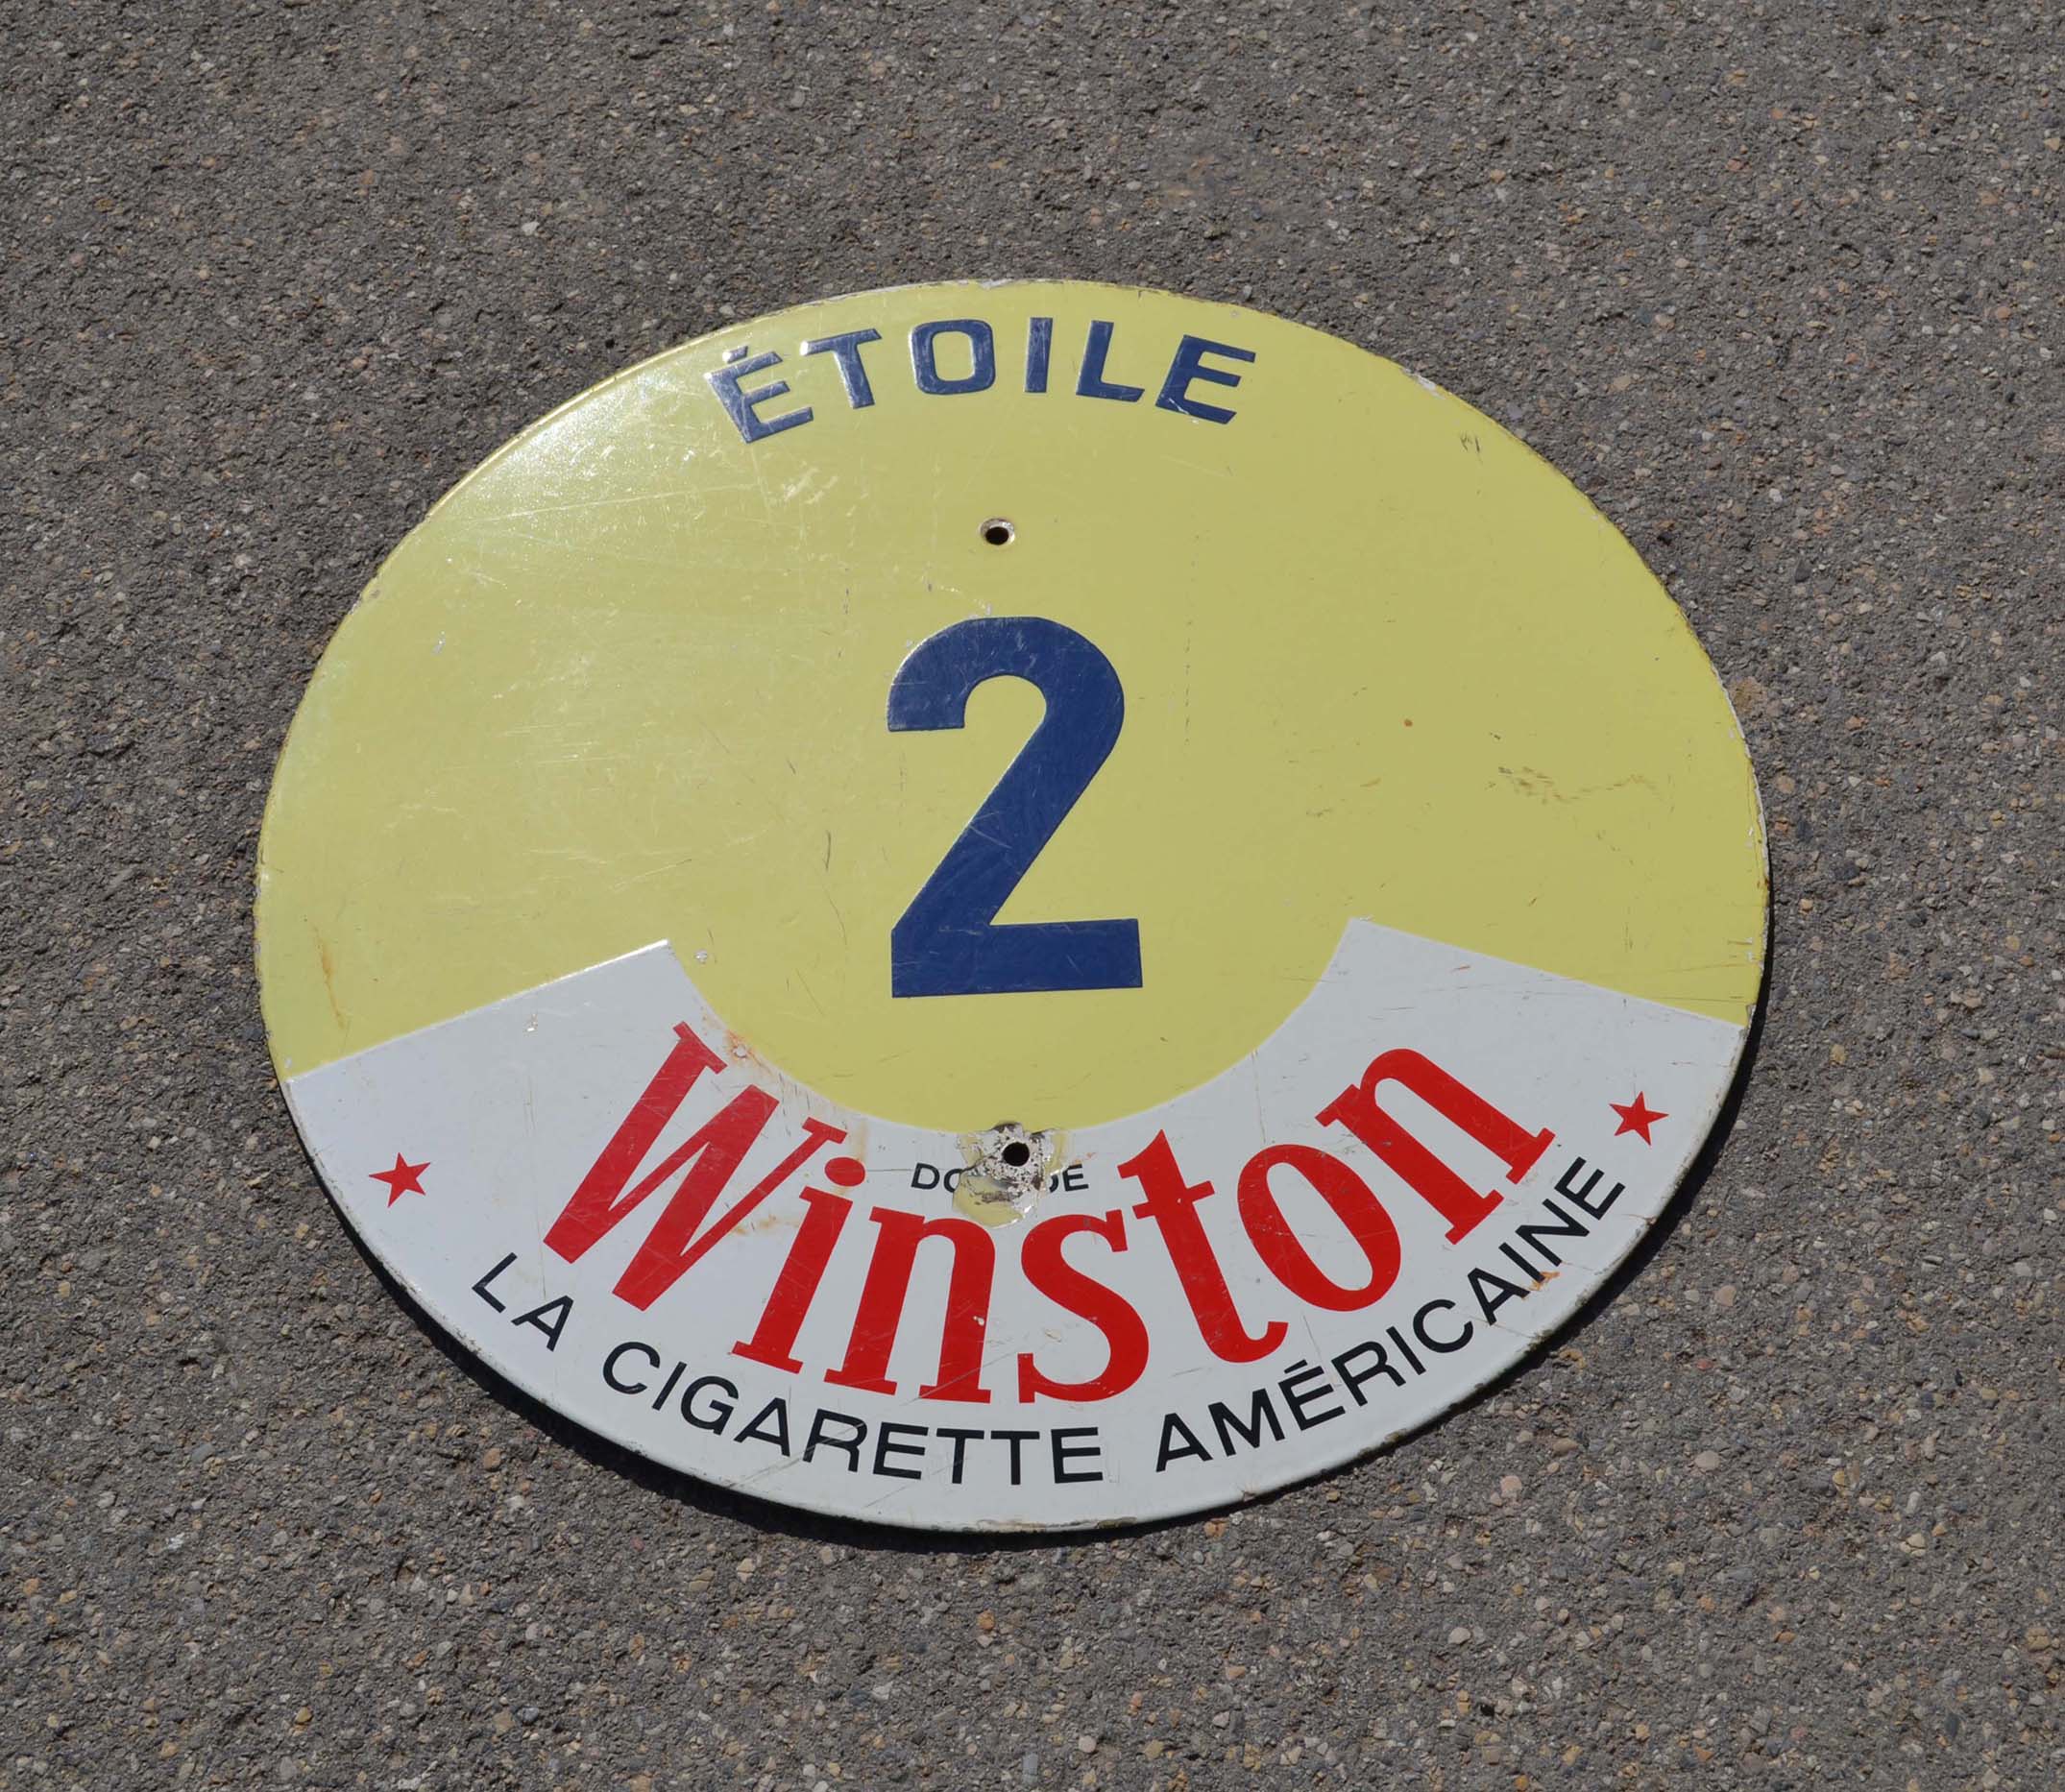 ÉTOILE
2
Winston
LA CIGARETTE AMÉRICAINE